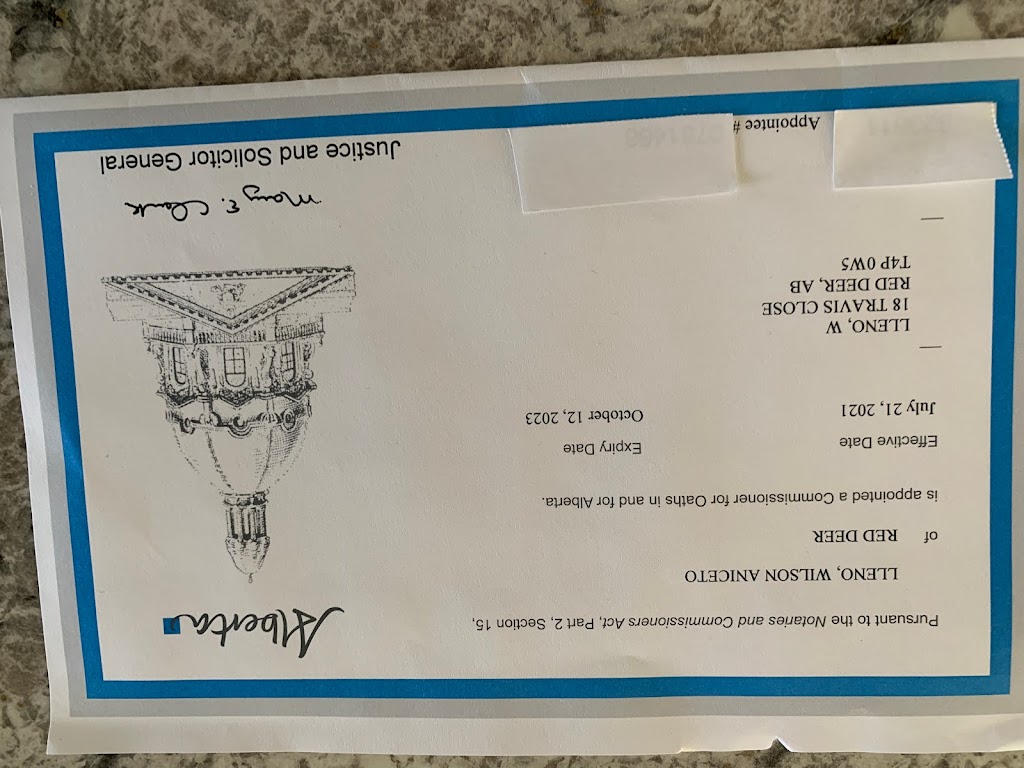 Alberta
Pursuant to the Notaries and Commissioners Act, Part 2, Section 15,
LLENO, WILSON ANICETO
of RED DEER
is appointed a Commissioner for Oaths in and for Alberta.
Effective Date Expiry Date
July 21, 2021 October 12, 2023
LLENO, W
18 TRAVIS CLOSE
RED DEER, AB
T4P 0W5
Mary E. Clark
Justice and Solicitor General
Appointee #